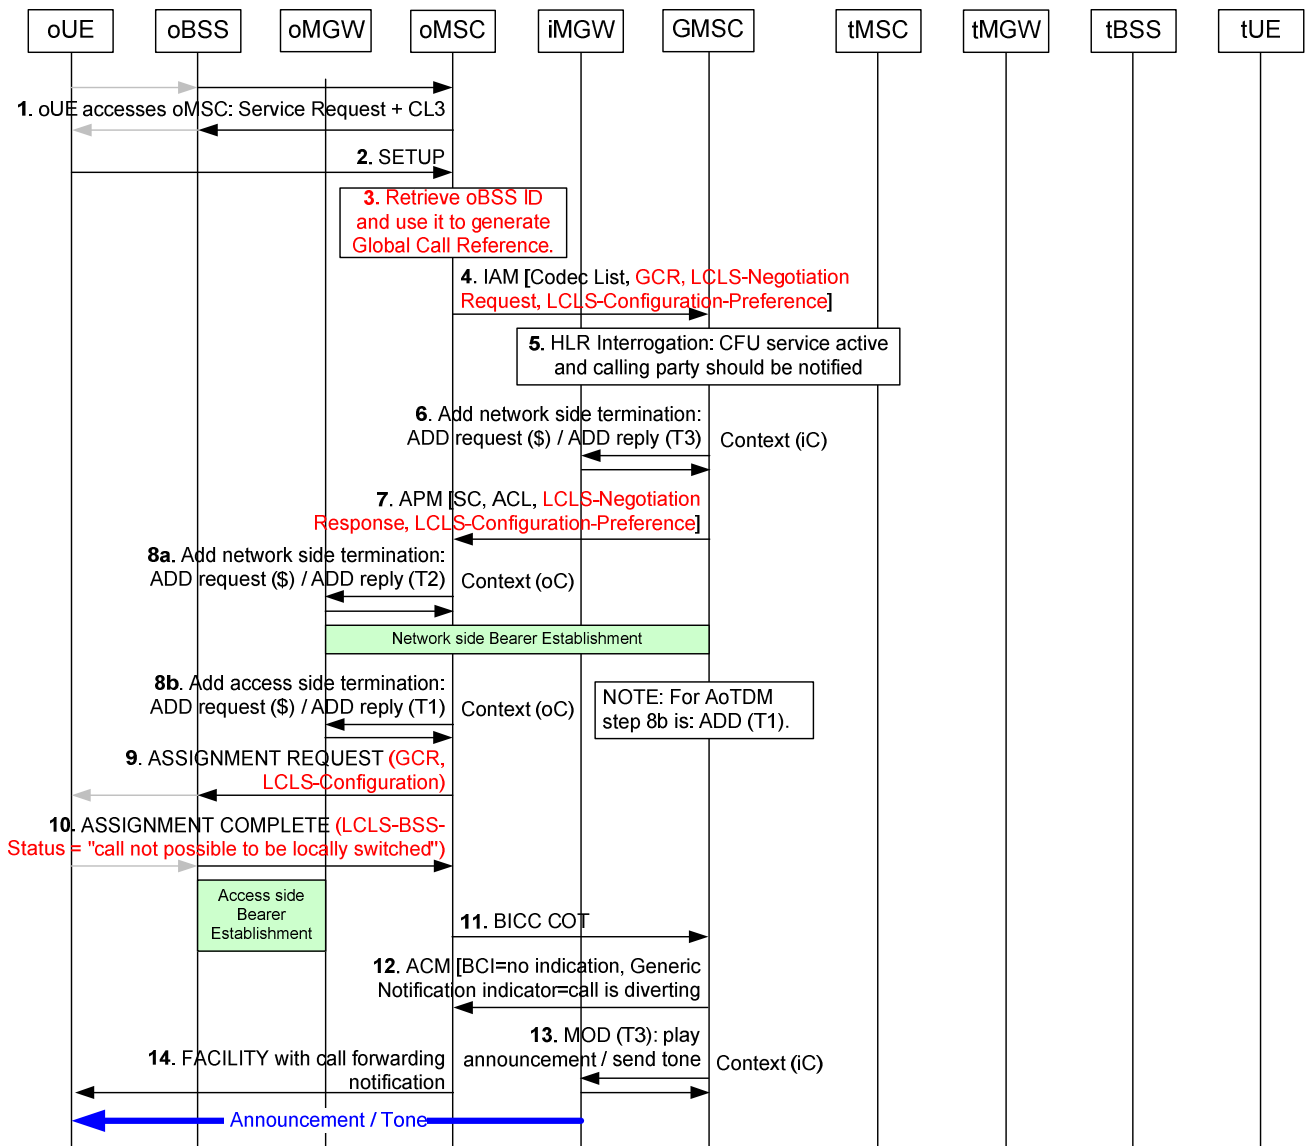 oUE oBSS oMGW oMSC iMGW GMSC tMSC tMGW tBSS tUE
1. oUE accesses oMSC: Service Request + CL3
2. SETUP
3. Retrieve oBSS ID
and use it to generate
Global Call Reference.
4. IAM [Codec List, GCR, LCLS-Negotiation
Request, LCLS-Configuration-Preference]
5. HLR Interrogation: CFU service active
and calling party should be notified
6. Add network side termination:
ADD request ($) / ADD reply (T3)
Context (iC)
7. APM [SC, ACL, LCLS-Negotiation
Response, LCLS-Configuration-Preference]
8a. Add network side termination:
ADD request ($) / ADD reply (T2)
Context (oC)
Network side Bearer Establishment
8b. Add access side termination:
ADD request ($) / ADD reply (T1)
Context (oC)
NOTE: For AoTDM
step 8b is: ADD (T1).
9. ASSIGNMENT REQUEST (GCR,
LCLS-Configuration)
10. ASSIGNMENT COMPLETE (LCLS-BSS-
Status = "call not possible to be locally switched")
Access side
Bearer
Establishment
11. BICC COT
12. ACM [BCI=no indication, Generic
Notification indicator=call is diverting
13. MOD (T3): play
announcement / send tone
Context (iC)
14. FACILITY with call forwarding
notification
Announcement / Tone